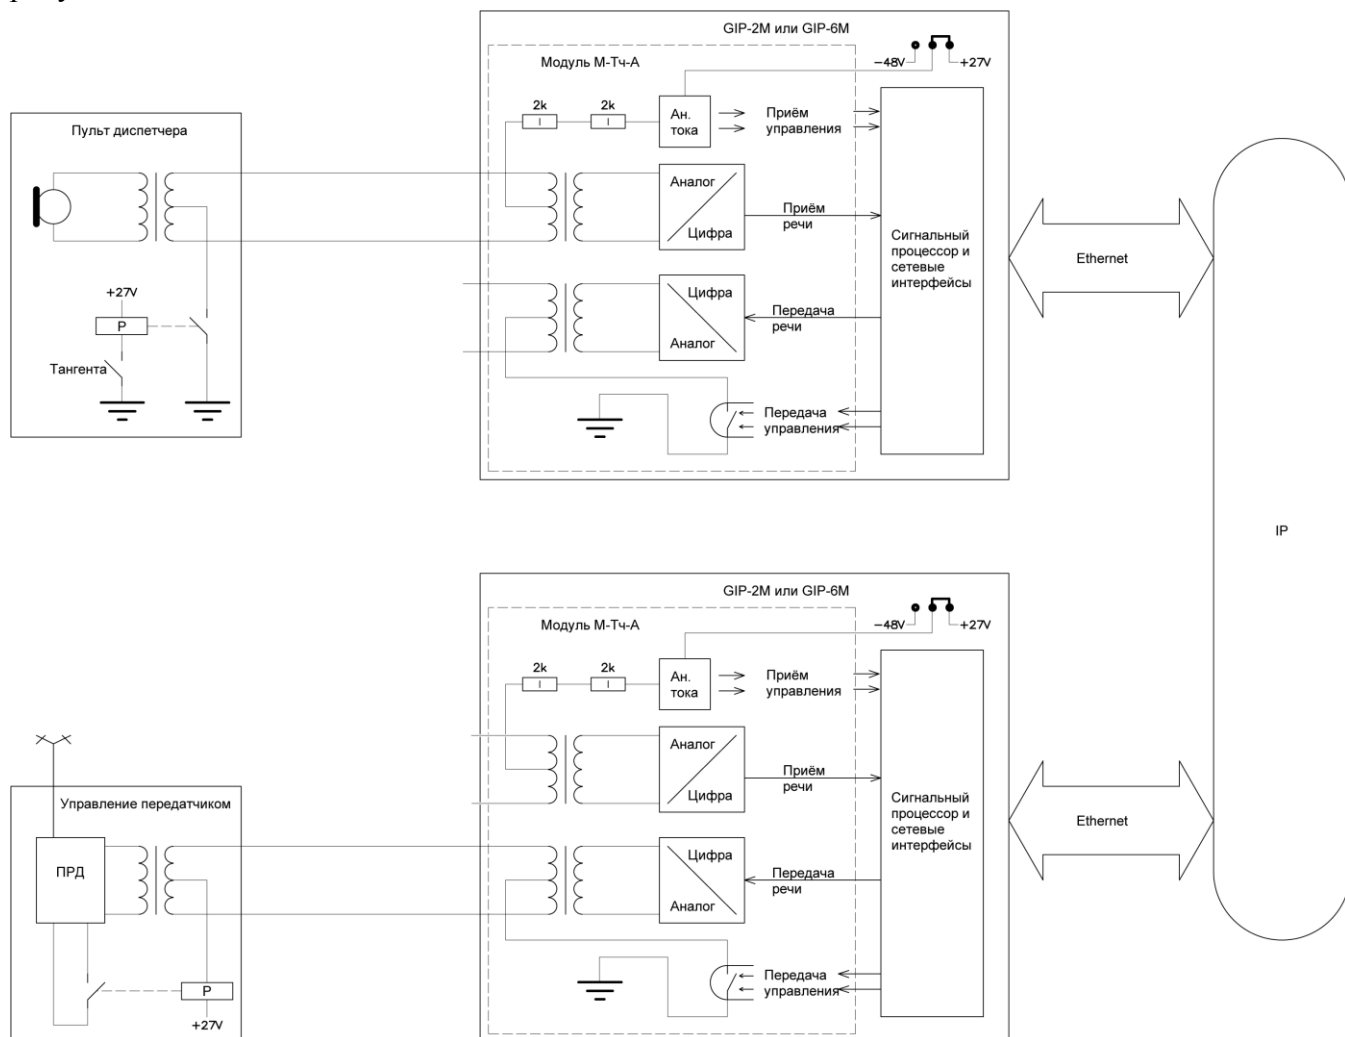 GIP-2M или GIP-6M
Модуль М-Тч-А
−48V
+27V
2k
2k
Ан.
тока
Приём
управления
Пульт диспетчера
Аналог
Цифра
Приём
речи
Сигнальный
процессор и
сетевые
интерфейсы
Ethernet
+27V
Р
Тангента
Цифра
Аналог
Передача
речи
Передача
управления
IP
GIP-2M или GIP-6M
Модуль М-Тч-А
−48V
+27V
2k
2k
Ан.
тока
Приём
управления
Аналог
Цифра
Приём
речи
Сигнальный
процессор и
сетевые
интерфейсы
Ethernet
Управление передатчиком
ПРД
Цифра
Аналог
Передача
речи
Передача
управления
Р
+27V